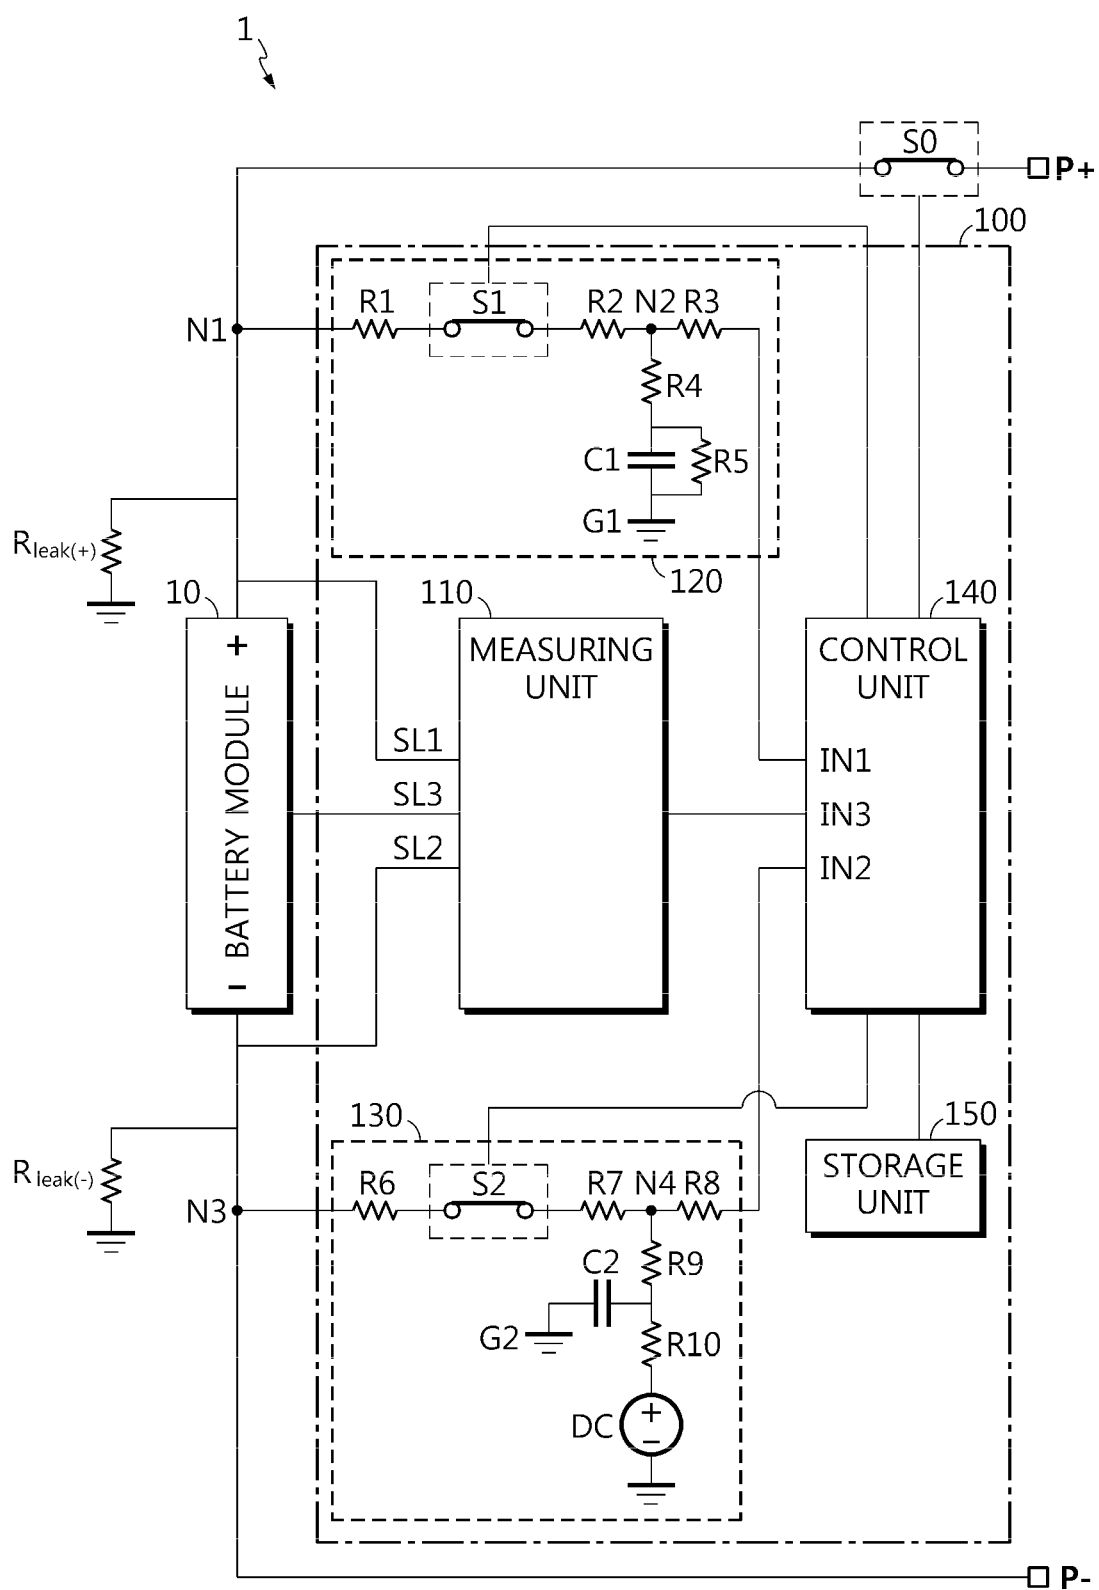 1
S0
P+
100
R1
S1
R2
N2
R3
N1
R4
C1
R5
G1
Rleak(+)
120
10
110
140
+
BATTERY MODULE
-
MEASURING
UNIT
CONTROL
UNIT
SL1
SL3
SL2
IN1
IN3
IN2
130
150
Rleak(-)
STORAGE
UNIT
R6
S2
R7
N4
R8
N3
C2
R9
G2
R10
DC
+
-
P-